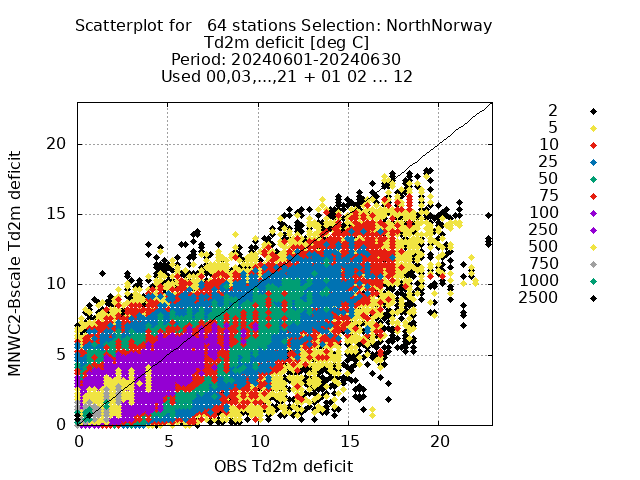 Scatterplot for   64 stations Selection: NorthNorway
Td2m deficit [deg C]
Period: 20240601-20240630
Used 00,03,...,21 + 01 02 ... 12
MNWC2-Bscale Td2m deficit
20
15
10
5
0
0 5 10 15 20
OBS Td2m deficit
2
5
10
25
50
75
100
250
500
750
1000
2500